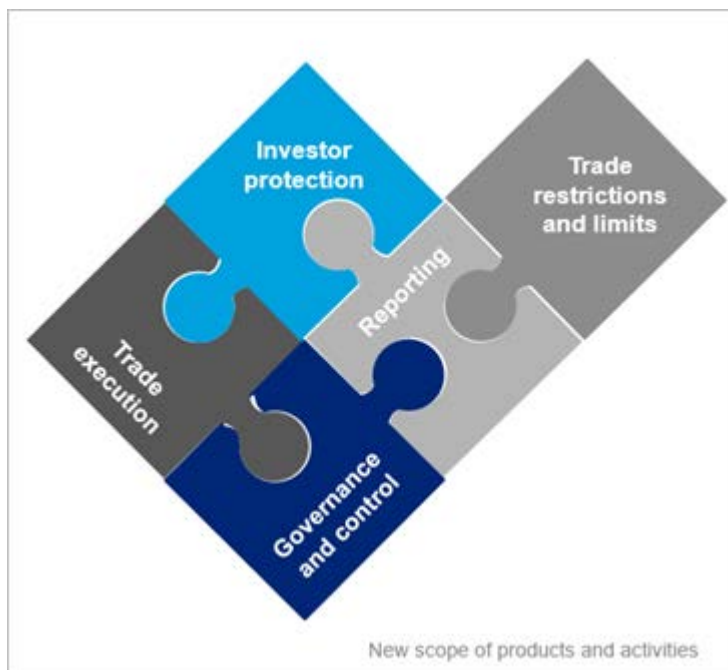 Investor
protection
Trade
restrictions
and limits
Reporting
Trade
execution
Governance
and control
New scope of products and activities